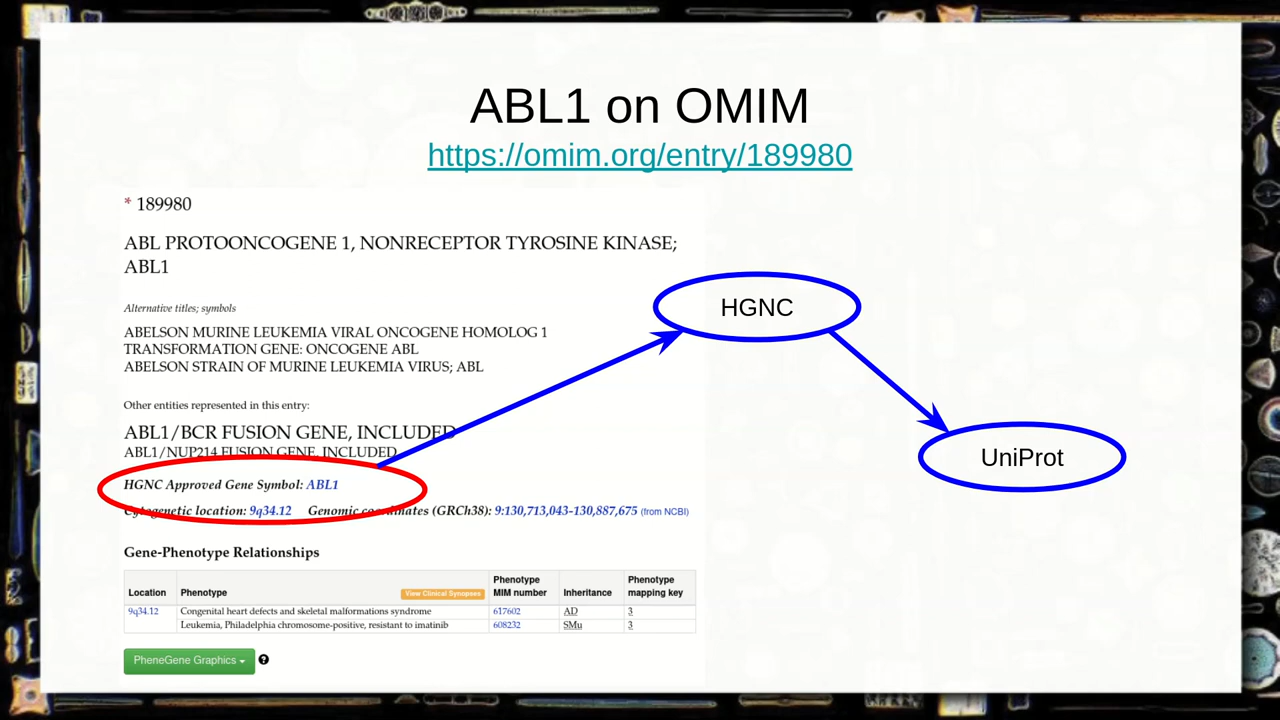 ABL1 on OMIM
https://omim.org/entry/189980
* 189980
ABL PROTOONCOGENE 1, NONRECEPTOR TYROSINE KINASE;
ABL1
Alternative titles; symbols
ABELSON MURINE LEUKEMIA VIRAL ONCOGENE HOMOLOG 1
TRANSFORMATION GENE: ONCOGENE ABL
ABELSON STRAIN OF MURINE LEUKEMIA VIRUS; ABL
Other entities represented in this entry:
ABL1/BCR FUSION GENE, INCLUDED
ABL1/NUP214 FUSION GENE, INCLUDED
HGNC Approved Gene Symbol: ABL1
Cytogenetic location: 9q34.12 Genomic coordinates (GRCh38): 9:130,713,043-130,887,675 (from NCBI)
Gene-Phenotype Relationships
Location Phenotype View Clinical Synopses Phenotype MIM number Inheritance Phenotype mapping key
9q34.12 Congenital heart defects and skeletal malformations syndrome 617602 AD 3
Leukemia, Philadelphia chromosome-positive, resistant to imatinib 608232 SMu 3
PheneGene Graphics ?
HGNC
UniProt